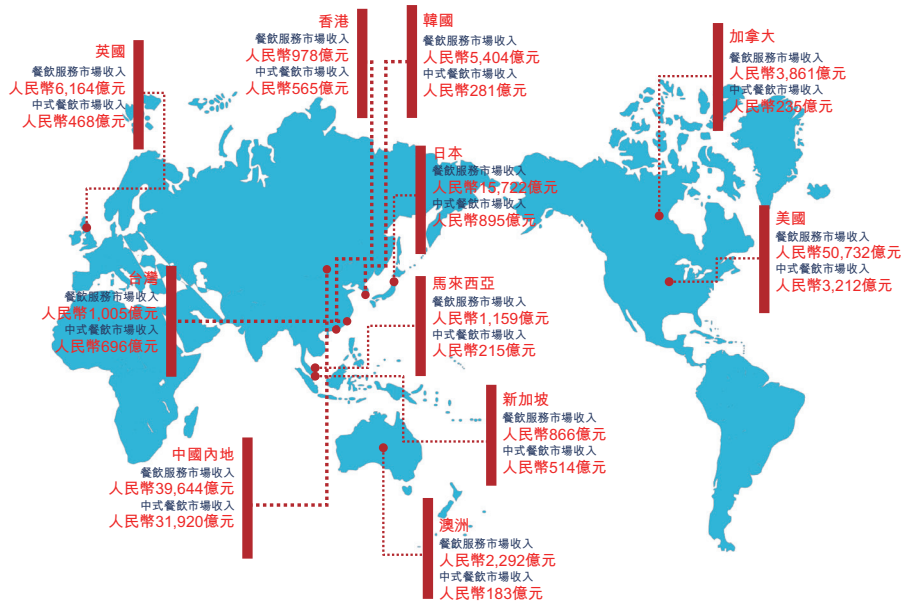 香港
餐飲服務市場收入
人民幣978億元
中式餐飲市場收入
人民幣565億元
韓國
餐飲服務市場收入
人民幣5,404億元
中式餐飲市場收入
人民幣281億元
加拿大
餐飲服務市場收入
人民幣3,861億元
中式餐飲市場收入
人民幣235億元
英國
餐飲服務市場收入
人民幣6,164億元
中式餐飲市場收入
人民幣468億元
日本
餐飲服務市場收入
人民幣15,722億元
中式餐飲市場收入
人民幣895億元
美國
餐飲服務市場收入
人民幣50,732億元
中式餐飲市場收入
人民幣3,212億元
台灣
餐飲服務市場收入
人民幣1,005億元
中式餐飲市場收入
人民幣696億元
馬來西亞
餐飲服務市場收入
人民幣1,159億元
中式餐飲市場收入
人民幣215億元
新加坡
餐飲服務市場收入
人民幣866億元
中式餐飲市場收入
人民幣514億元
中國內地
餐飲服務市場收入
人民幣39,644億元
中式餐飲市場收入
人民幣31,920億元
澳洲
餐飲服務市場收入
人民幣2,292億元
中式餐飲市場收入
人民幣183億元